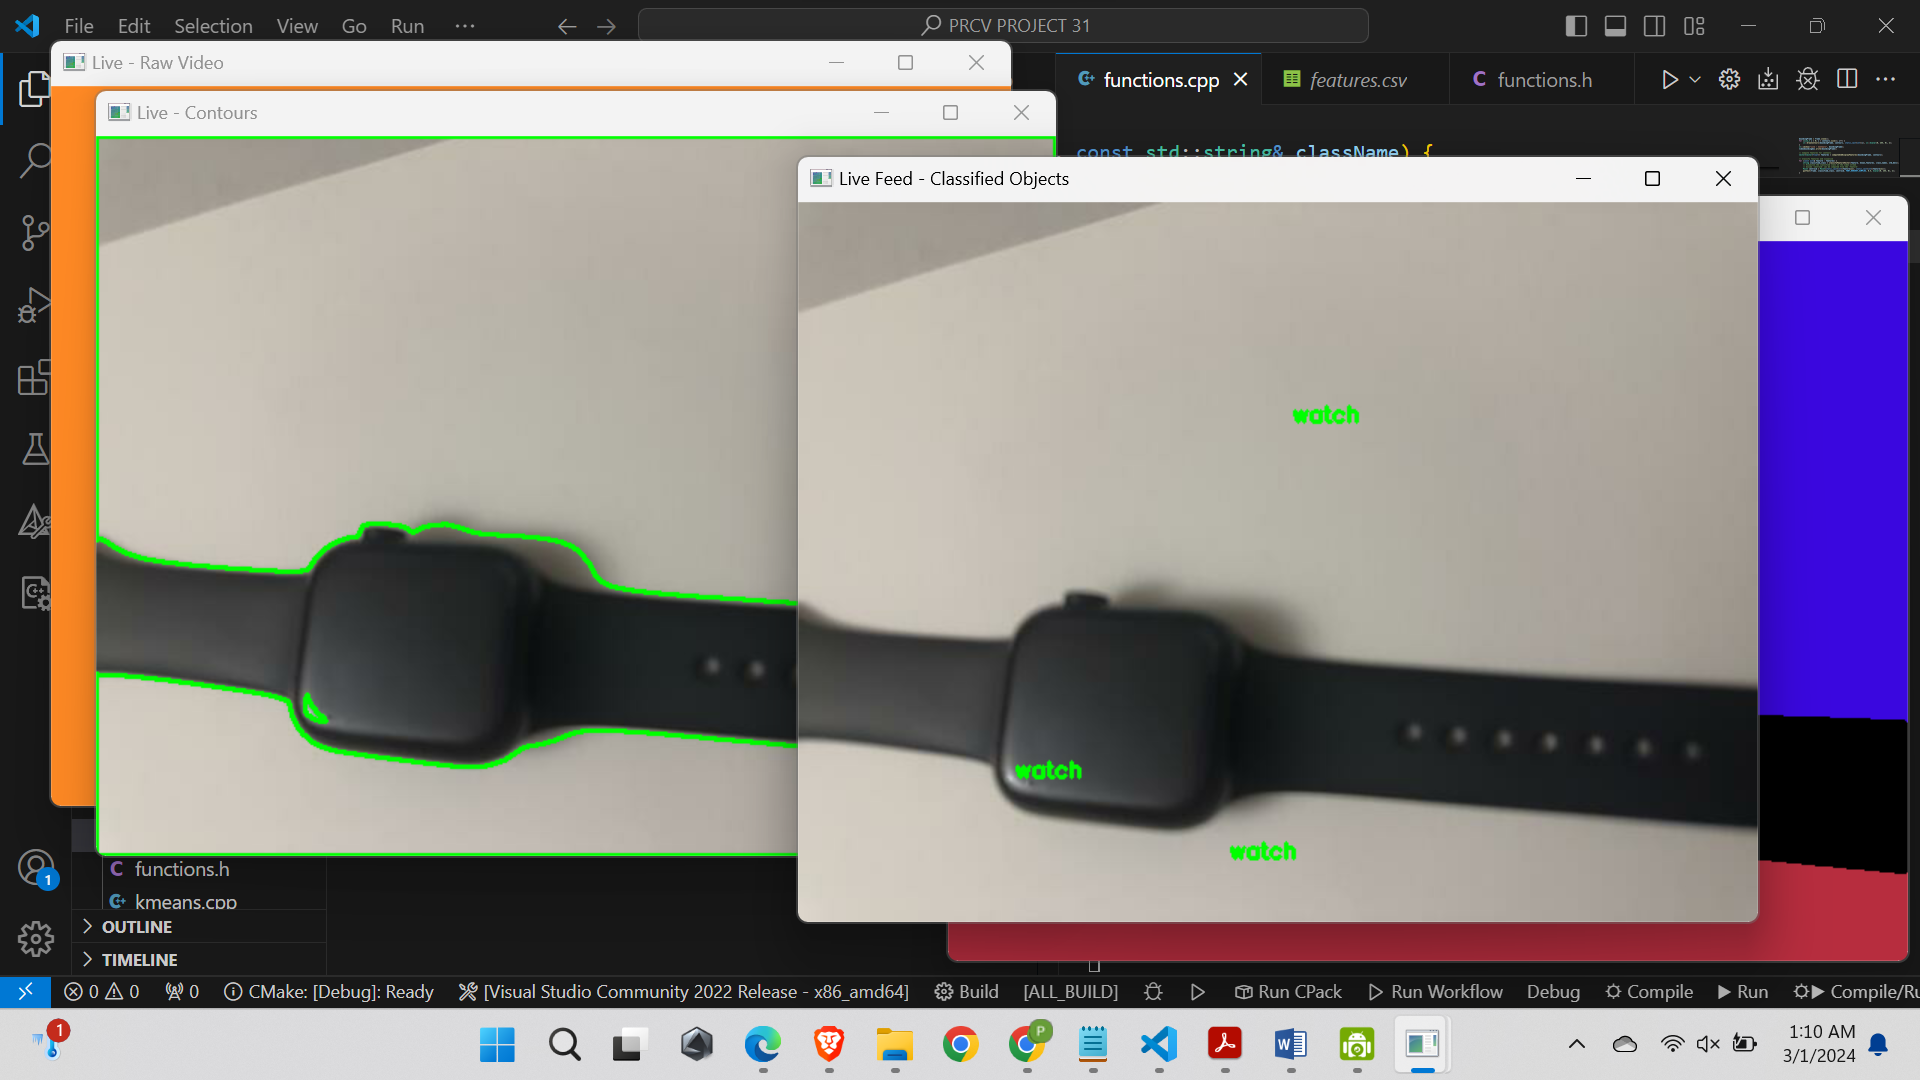 File Edit Selection View Go Run ···
PRCV PROJECT 31
Live - Raw Video
functions.cpp
features.csv
functions.h
Live - Contours
const std::string& className) {
Live Feed - Classified Objects
watch
watch
watch
1
functions.h
kmeans.cpp
OUTLINE
TIMELINE
0 0 0 CMake: [Debug]: Ready [Visual Studio Community 2022 Release - x86_amd64] Build [ALL_BUILD] Run CPack Run Workflow Debug Compile Run Compile/Ru
1
P
1:10 AM
3/1/2024